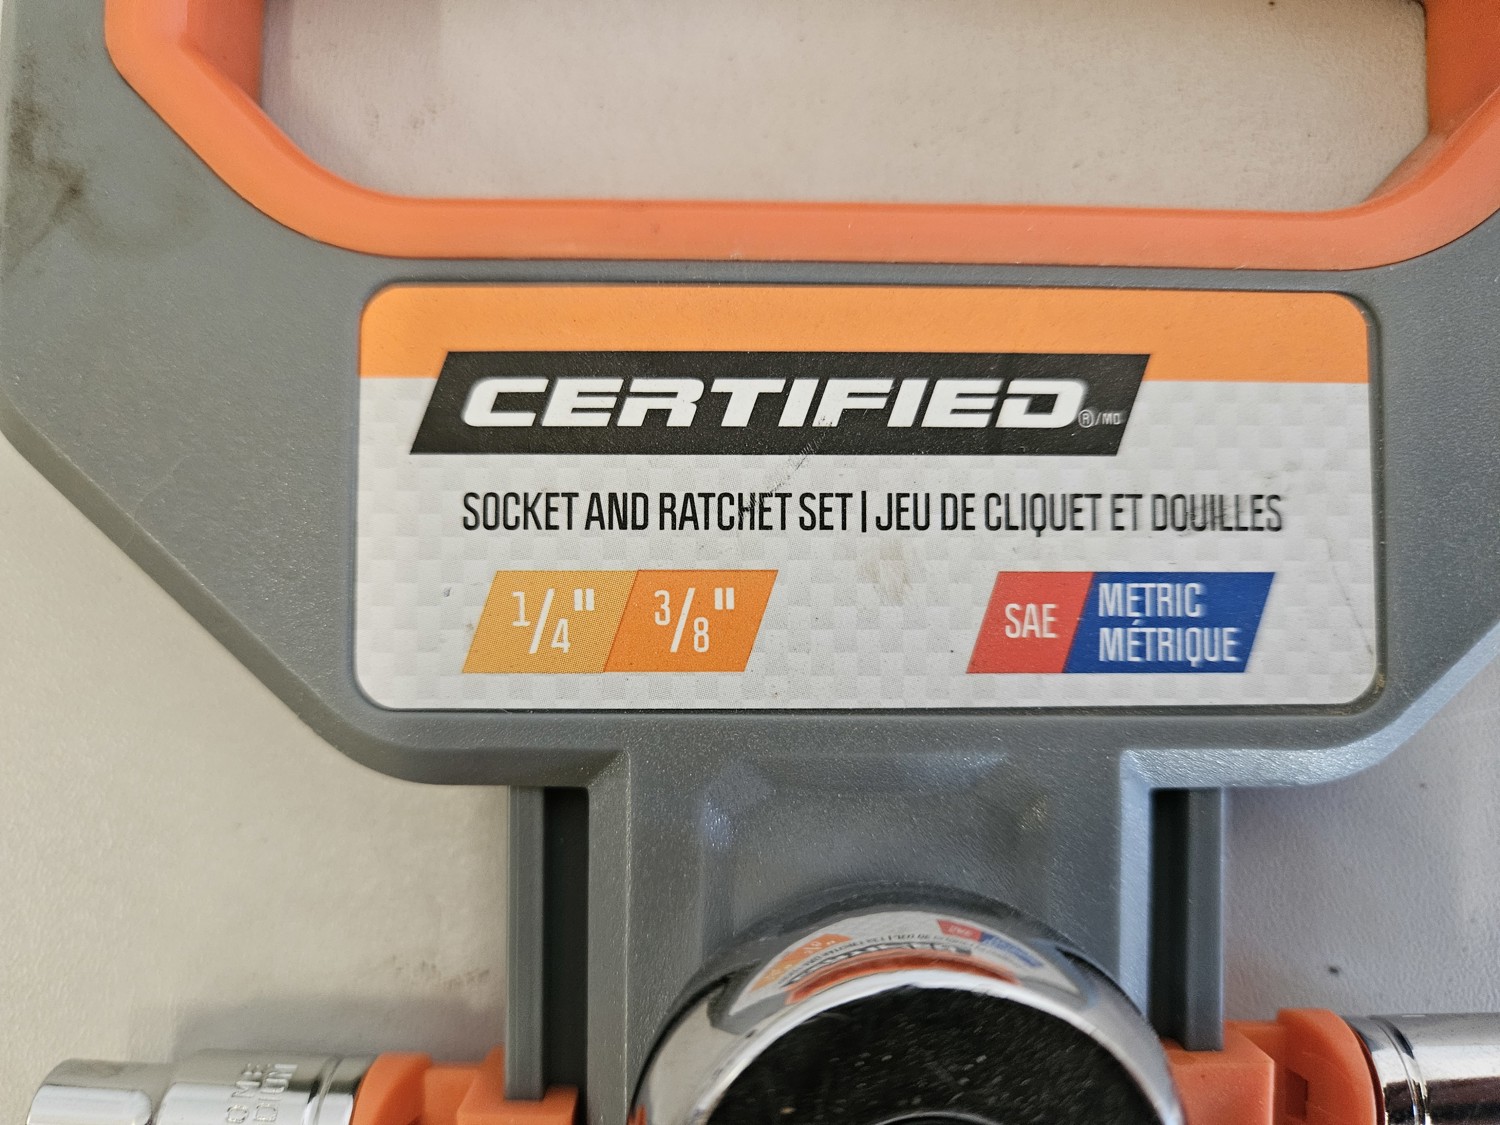 CERTIFIED®/MD
SOCKET AND RATCHET SET | JEU DE CLIQUET ET DOUILLES
1/4" 3/8"
SAE
METRIC
MÉTRIQUE